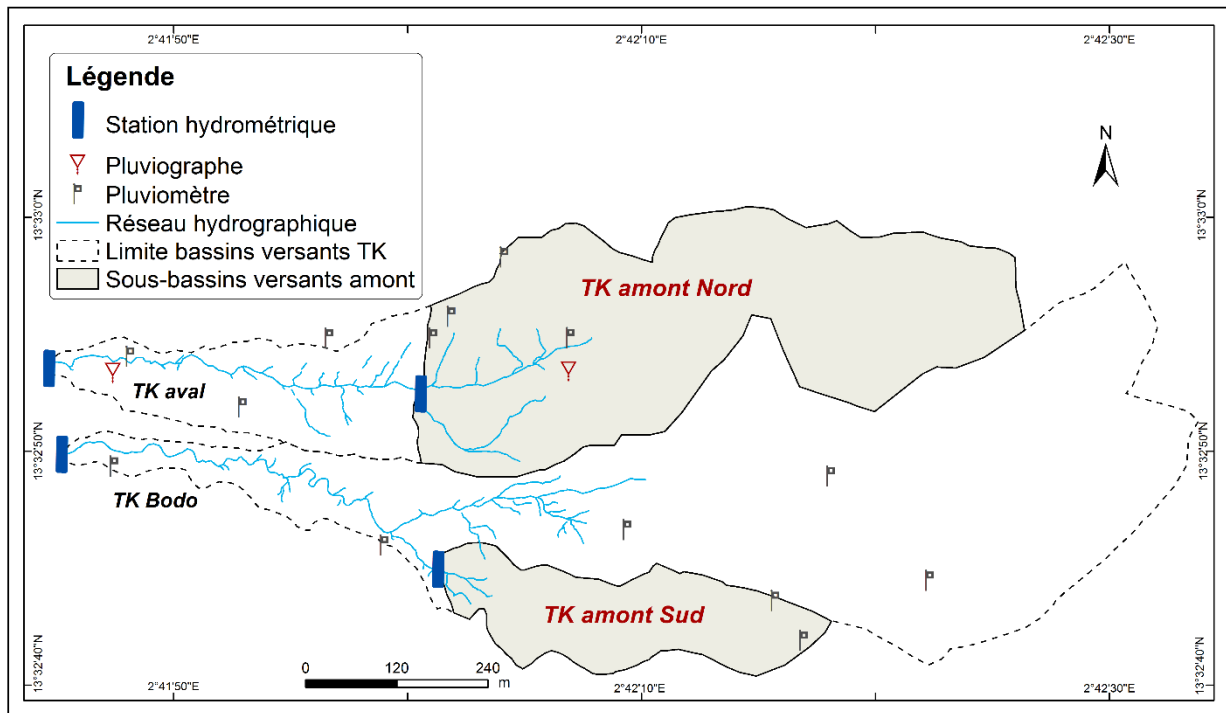 2°41'50"E
2°42'10"E
2°42'30"E
Légende
Station hydrométrique
Pluviographe
Pluviomètre
Réseau hydrographique
Limite bassins versants TK
Sous-bassins versants amont
N
13°33'0"N
13°33'0"N
TK amont Nord
TK aval
13°32'50"N
13°32'50"N
TK Bodo
TK amont Sud
0
120
240
m
13°32'40"N
13°32'40"N
2°41'50"E
2°42'10"E
2°42'30"E